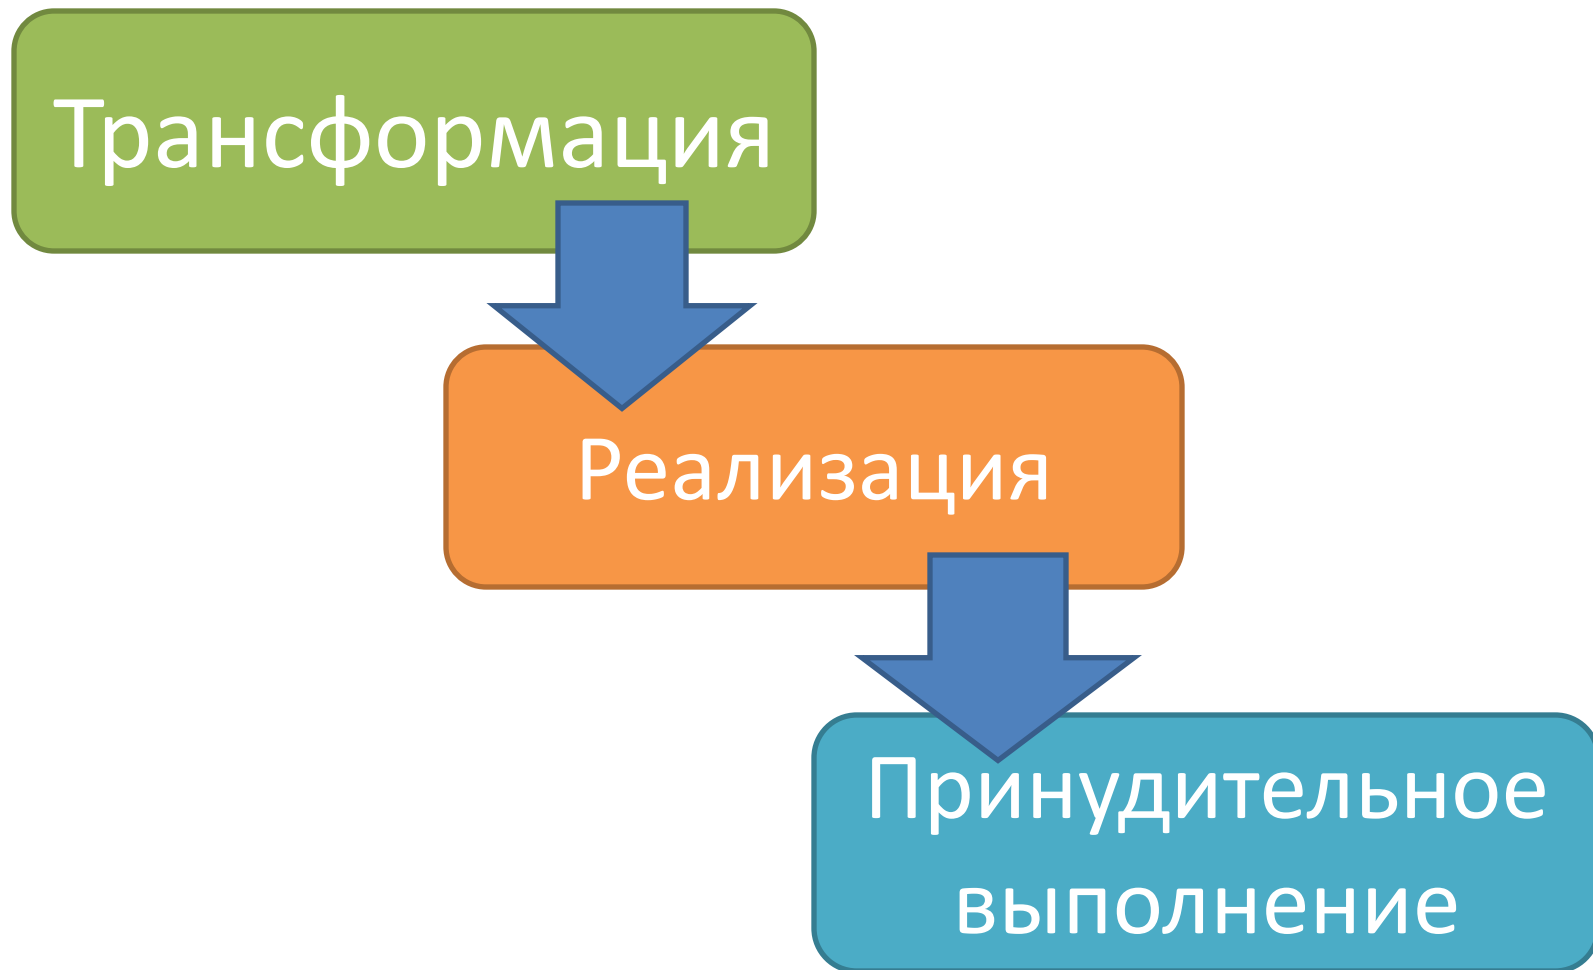 Трансформация
Реализация
Принудительное
выполнение